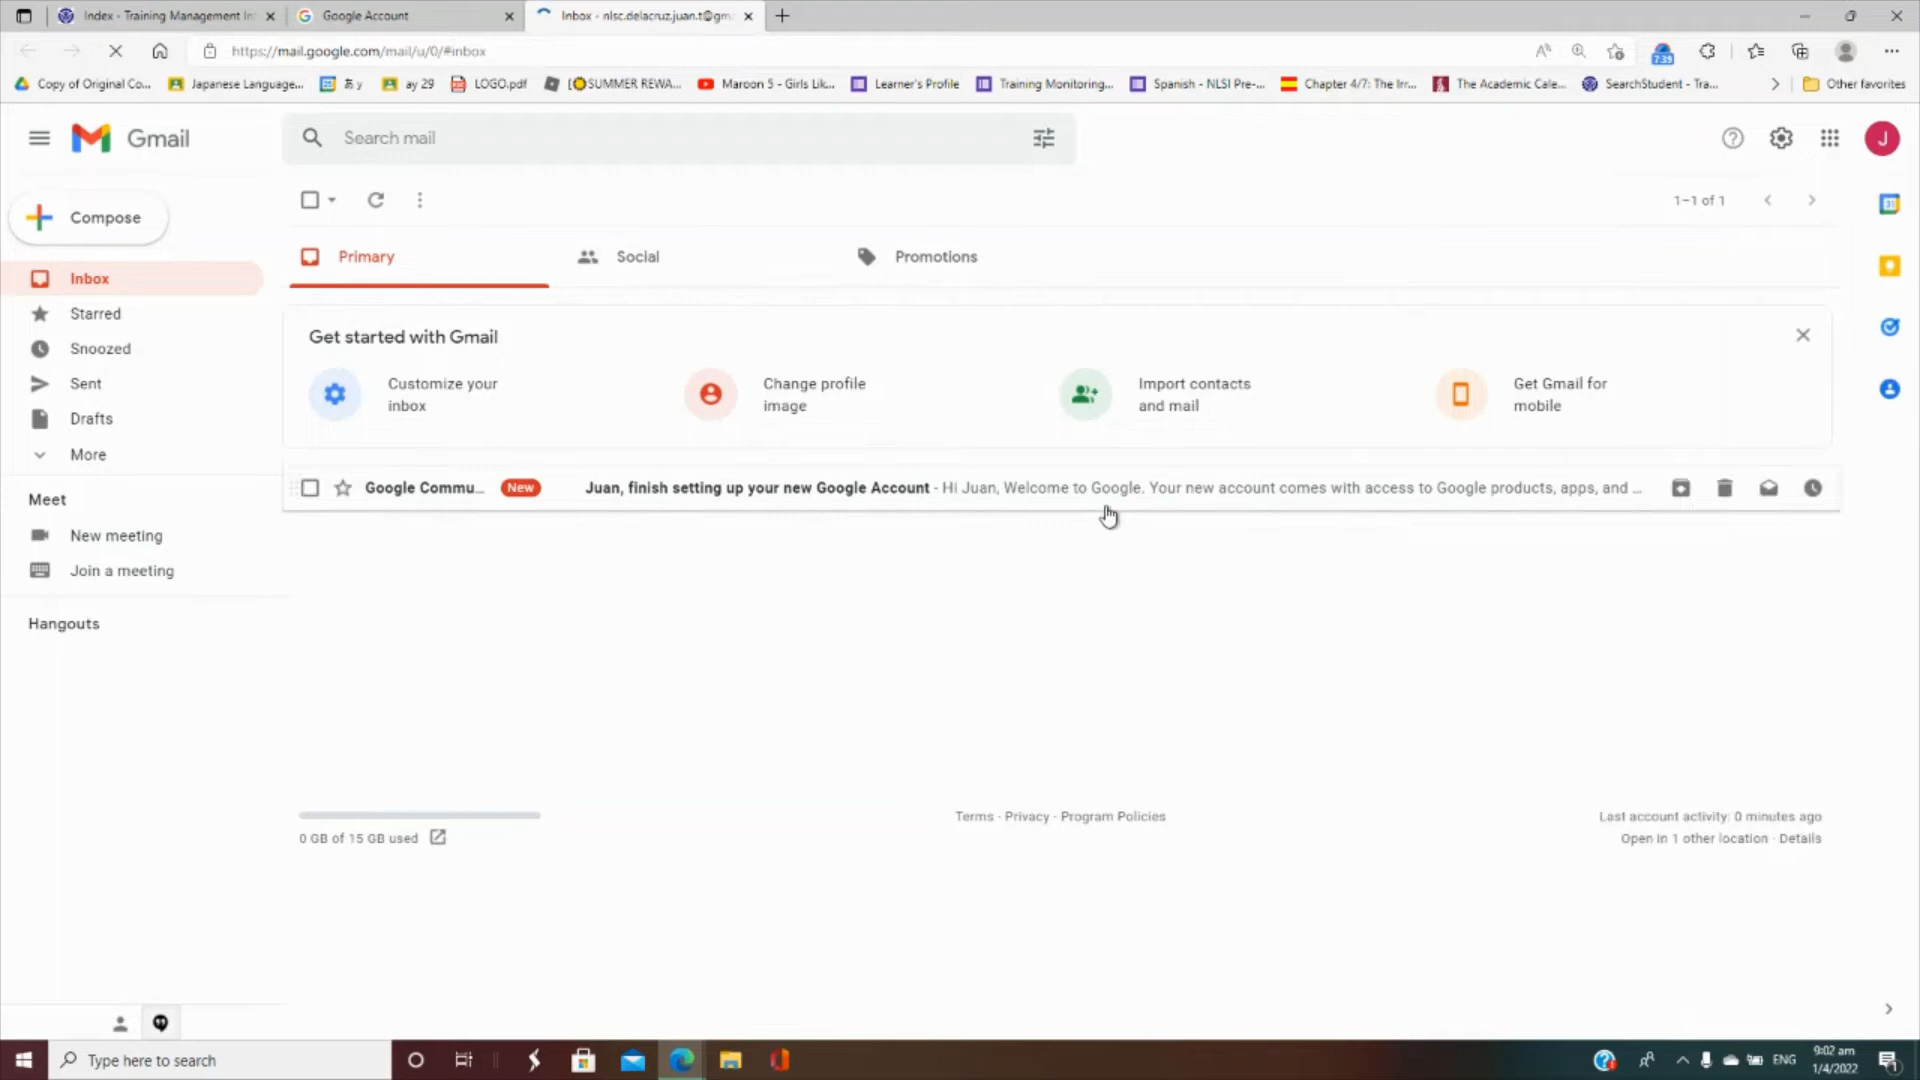 Index - Training Management In
Google Account
Inbox - nlsc.delacruz.juan.t@gm
https://mail.google.com/mail/u/0/#inbox
739
Copy of Original Co...
Japanese Language...
あ y
ay 29
LOGO.pdf
SUMMER REWA...
Maroon 5 - Girls Lik...
Learner's Profile
Training Monitoring...
Spanish - NLSI Pre-...
Chapter 4/7: The Irr...
The Academic Cale...
SearchStudent - Tra...
Other favorites
Gmail
Search mail
J
Compose
1–1 of 1
31
Primary
Social
Promotions
Inbox
Starred
Snoozed
Sent
Drafts
More
Get started with Gmail
Customize your
inbox
Change profile
image
Import contacts
and mail
Get Gmail for
mobile
Google Commu... New Juan, finish setting up your new Google Account - Hi Juan, Welcome to Google. Your new account comes with access to Google products, apps, and ...
Meet
New meeting
Join a meeting
Hangouts
0 GB of 15 GB used
Terms · Privacy · Program Policies
Last account activity: 0 minutes ago
Open in 1 other location · Details
Type here to search
ENG
9:02 am
1/4/2022
1